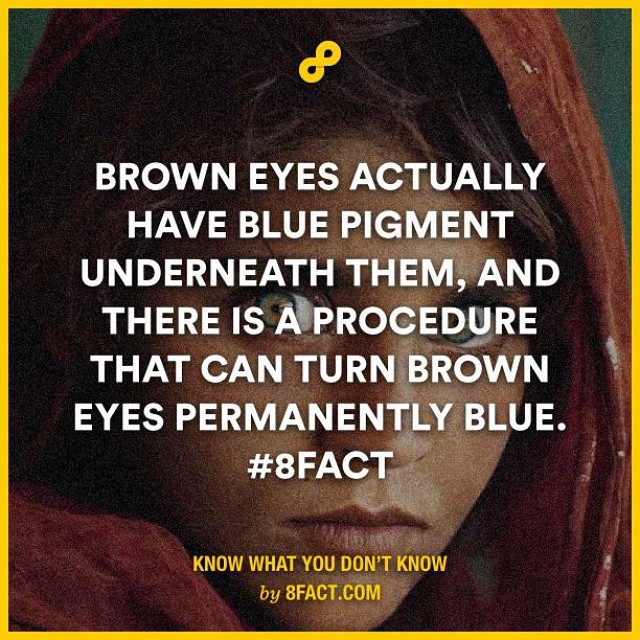 BROWN EYES ACTUALLY
HAVE BLUE PIGMENT
UNDERNEATH THEM, AND
THERE IS A PROCEDURE
THAT CAN TURN BROWN
EYES PERMANENTLY BLUE.
#8FACT
KNOW WHAT YOU DON'T KNOW
by 8FACT.COM